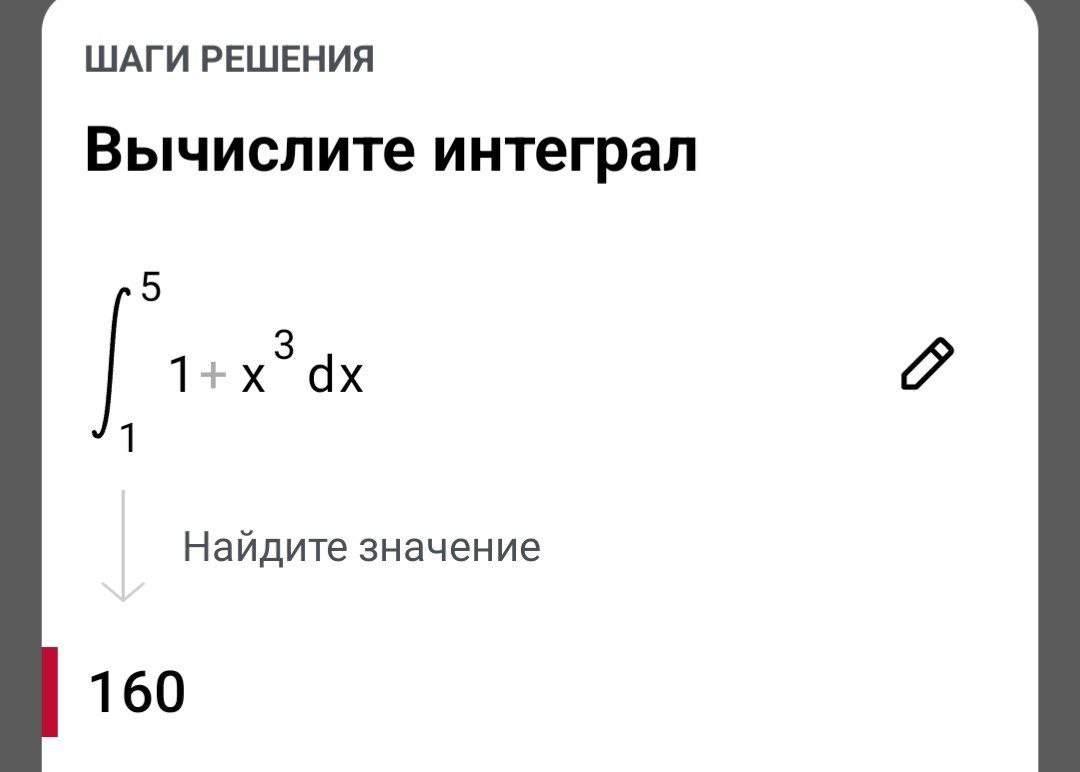 ШАГИ РЕШЕНИЯ
Вычислите интеграл
∫₁⁵ 1 + x³ dx
Найдите значение
160